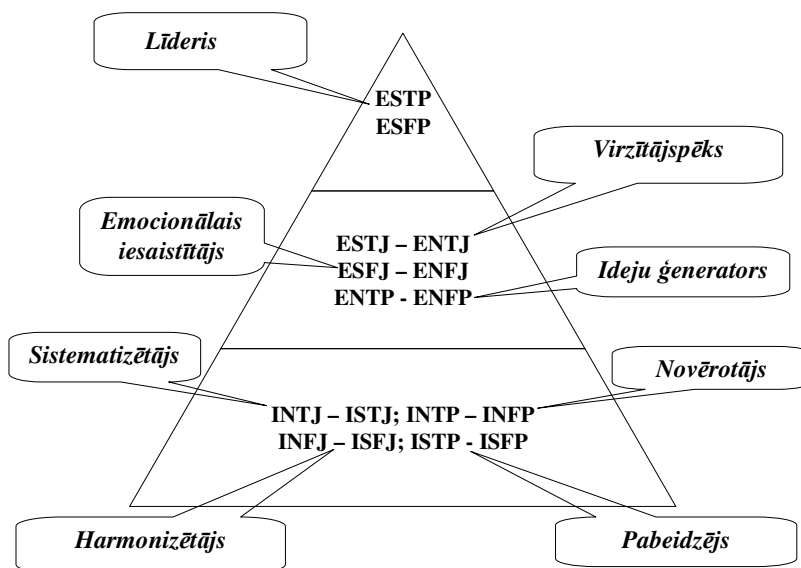 Līderis
ESTP
ESFP
Virzītājspēks
Emocionālais
iesaistītājs
ESTJ – ENTJ
ESFJ – ENFJ
ENTP - ENFP
Ideju ģenerators
Sistematizētājs
Novērotājs
INTJ – ISTJ; INTP – INFP
INFJ – ISFJ; ISTP - ISFP
Harmonizētājs
Pabeidzējs